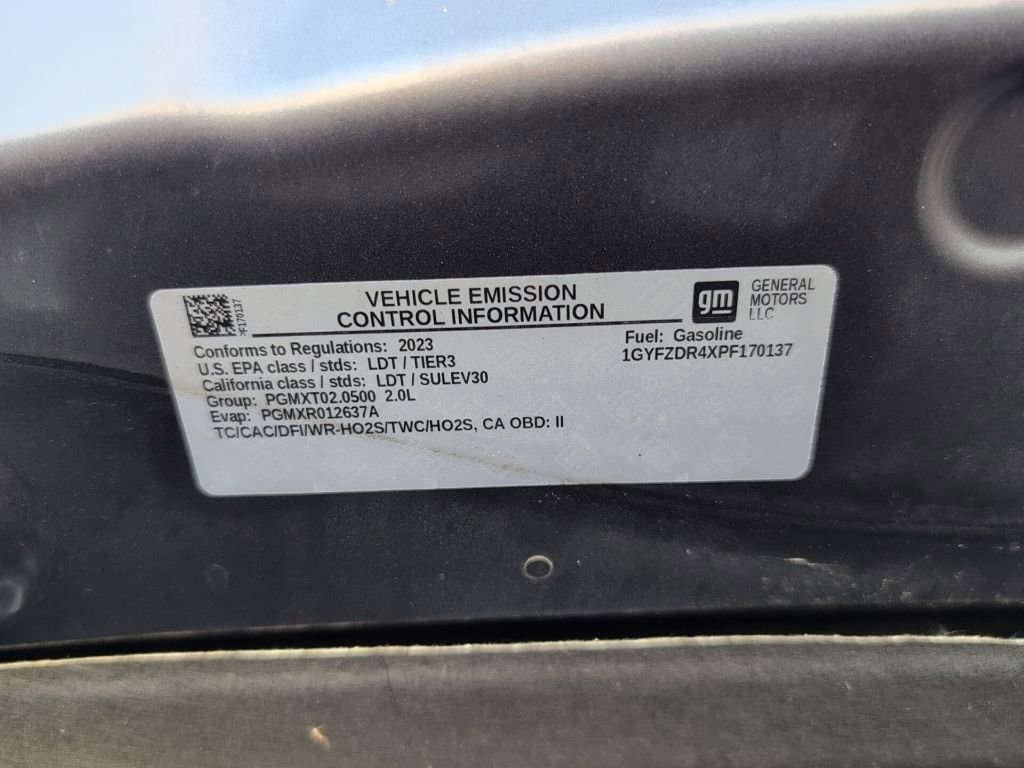 VEHICLE EMISSION
CONTROL INFORMATION
gm
GENERAL
MOTORS
LLC
PF170137
Fuel: Gasoline
1GYFZDR4XPF170137
Conforms to Regulations: 2023
U.S. EPA class / stds: LDT / TIER3
California class / stds: LDT / SULEV30
Group: PGMXT02.0500 2.0L
Evap: PGMXR012637A
TC/CAC/DFI/WR-HO2S/TWC/HO2S, CA OBD: II